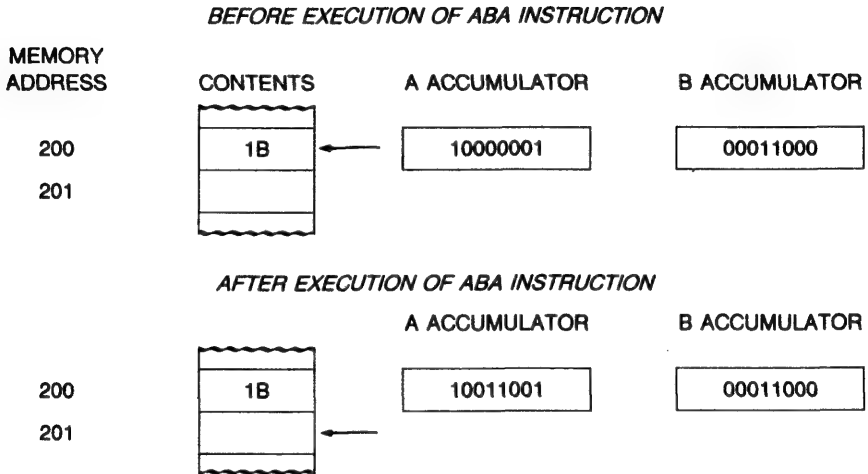 BEFORE EXECUTION OF ABA INSTRUCTION
MEMORY
ADDRESS CONTENTS A ACCUMULATOR B ACCUMULATOR
200 1B 10000001 00011000
201
AFTER EXECUTION OF ABA INSTRUCTION
A ACCUMULATOR B ACCUMULATOR
200 1B 10011001 00011000
201